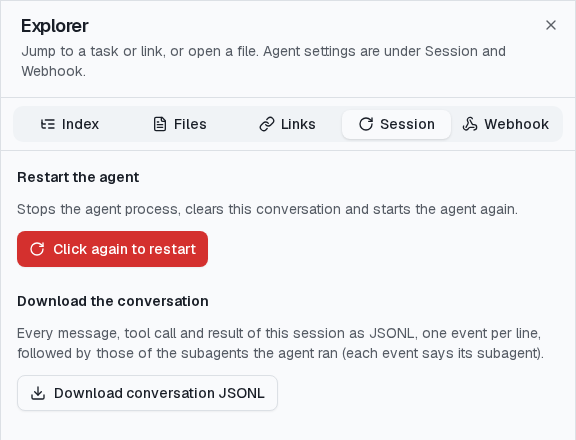 Explorer
Jump to a task or link, or open a file. Agent settings are under Session and
Webhook.
Index
Files
Links
Session
Webhook
Restart the agent
Stops the agent process, clears this conversation and starts the agent again.
Click again to restart
Download the conversation
Every message, tool call and result of this session as JSONL, one event per line,
followed by those of the subagents the agent ran (each event says its subagent).
Download conversation JSONL